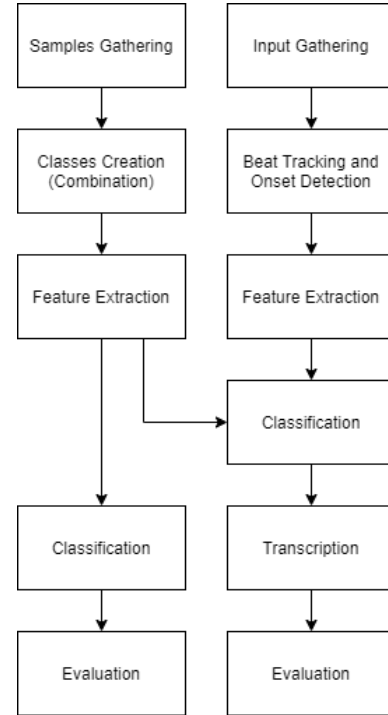 Samples Gathering
Input Gathering
Classes Creation
(Combination)
Beat Tracking and
Onset Detection
Feature Extraction
Feature Extraction
Classification
Classification
Transcription
Evaluation
Evaluation